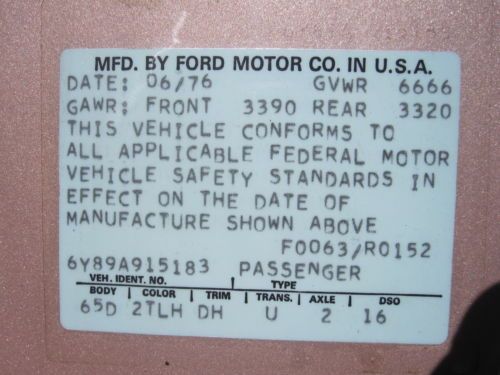 MFD. BY FORD MOTOR CO. IN U.S.A.
DATE: 06/76 GVWR 6666
GAWR: FRONT 3390 REAR 3320
THIS VEHICLE CONFORMS TO
ALL APPLICABLE FEDERAL MOTOR
VEHICLE SAFETY STANDARDS IN
EFFECT ON THE DATE OF
MANUFACTURE SHOWN ABOVE
F0063/R0152
6Y89A915183 PASSENGER
VEH. IDENT. NO. TYPE
BODY COLOR TRIM TRANS. AXLE DSO
65D 2TLH DH U 2 16